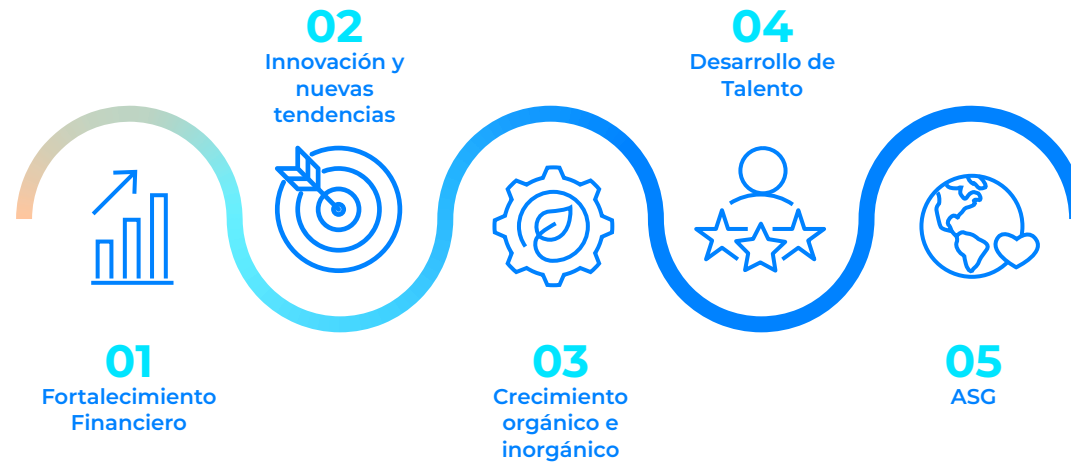 01
Fortalecimiento
Financiero
02
Innovación y
nuevas
tendencias
03
Crecimiento
orgánico e
inorgánico
04
Desarrollo de
Talento
05
ASG